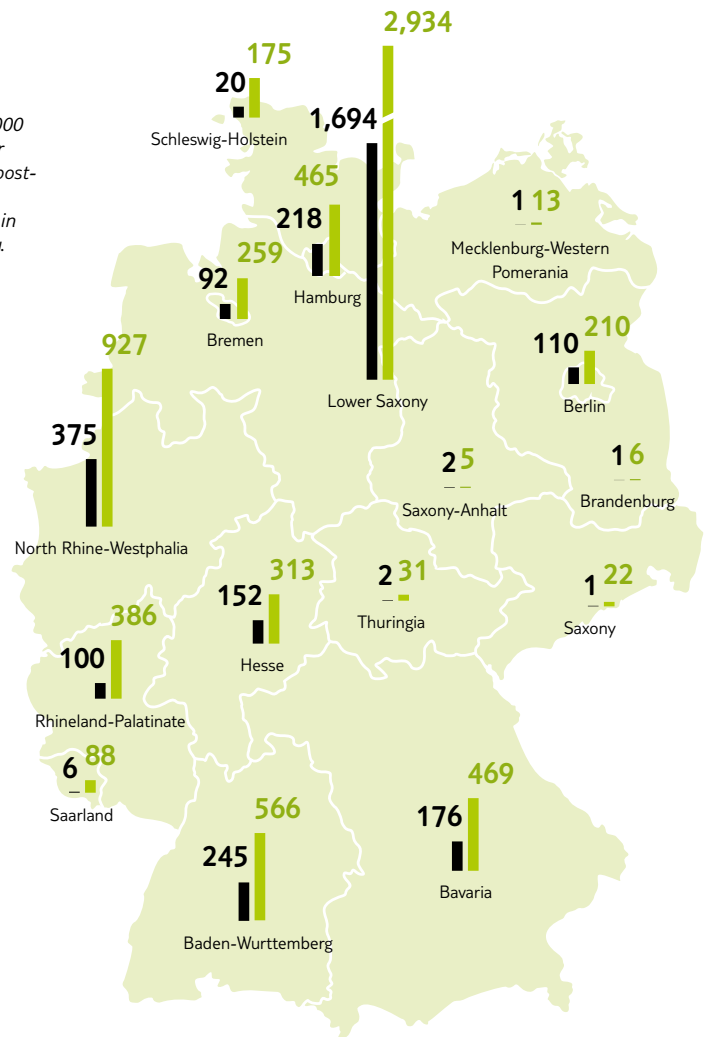 000
r
post-
in
2,934
175
20
1,694
Schleswig-Holstein
465
218
Hamburg
1 13
Mecklenburg-Western
Pomerania
259
92
Bremen
927
375
North Rhine-Westphalia
Lower Saxony
210
110
Berlin
2 5
Saxony-Anhalt
1 6
Brandenburg
313
152
Hesse
2 31
Thuringia
22
1
Saxony
386
100
Rhineland-Palatinate
88
6
Saarland
566
245
Baden-Wurttemberg
469
176
Bavaria